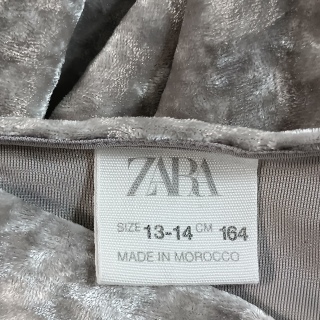 ZARA
SIZE 13-14 CM 164
MADE IN MOROCCO